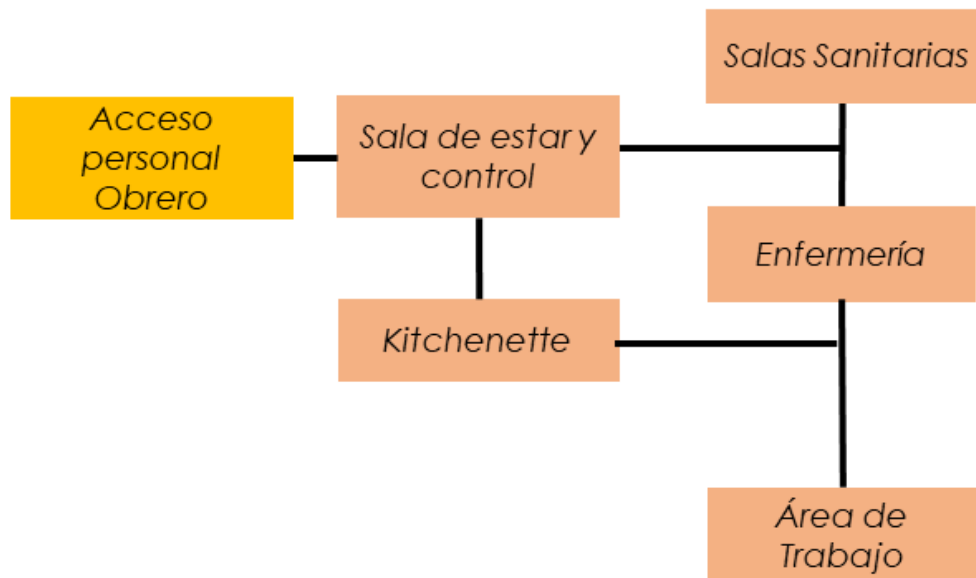 Salas Sanitarias
Acceso
personal
Obrero
Sala de estar y
control
Enfermería
Kitchenette
Área de
Trabajo